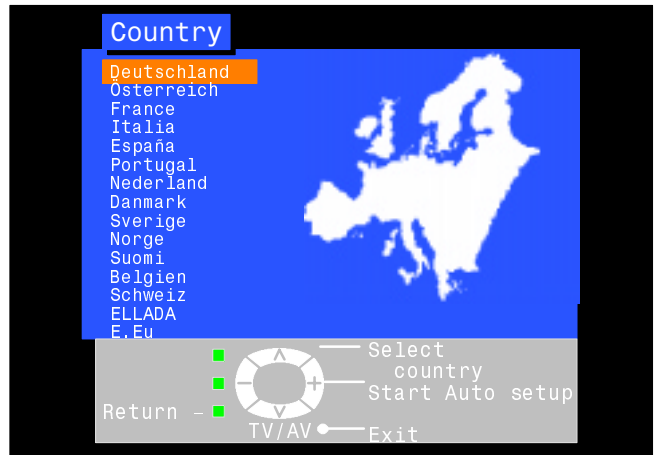 Country
Deutschland
Österreich
France
Italia
España
Portugal
Nederland
Danmark
Sverige
Norge
Suomi
Belgien
Schweiz
ELLADA
E.Eu
Select
country
Start Auto setup
Return
TV/AV
Exit